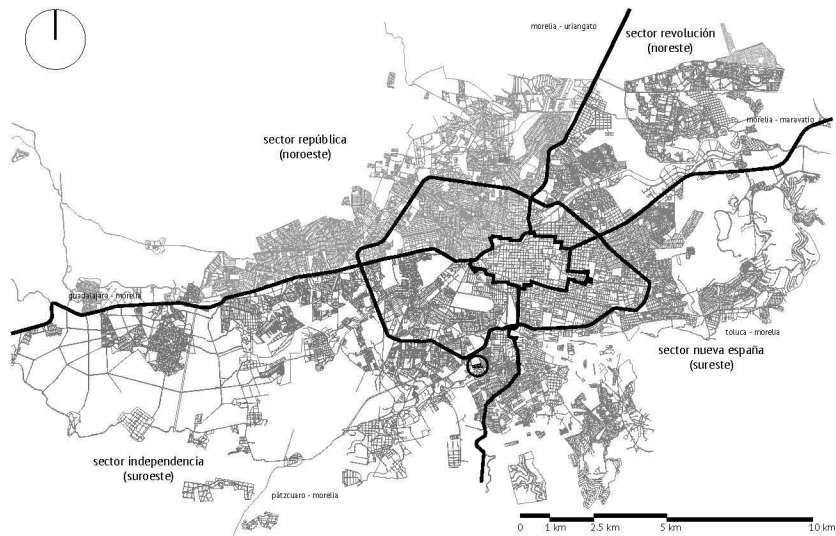 morelia - uriangato
sector revolución
(noreste)
morelia - maravatio
sector república
(noroeste)
guadalajara - morelia
toluca - morelia
sector nueva españa
(sureste)
sector independencia
(suroeste)
pátzcuaro - morelia
0 1 km 2.5 km 5 km 10 km